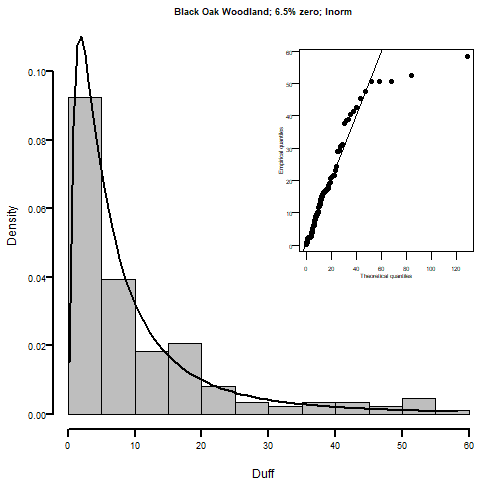 Black Oak Woodland; 6.5% zero; lnorm
Density
0.10
0.08
0.06
0.04
0.02
0.00
0 10 20 30 40 50 60
Duff
Empirical quantiles
60
50
40
30
20
10
0
0 20 40 60 80 100 120
Theoretical quantiles